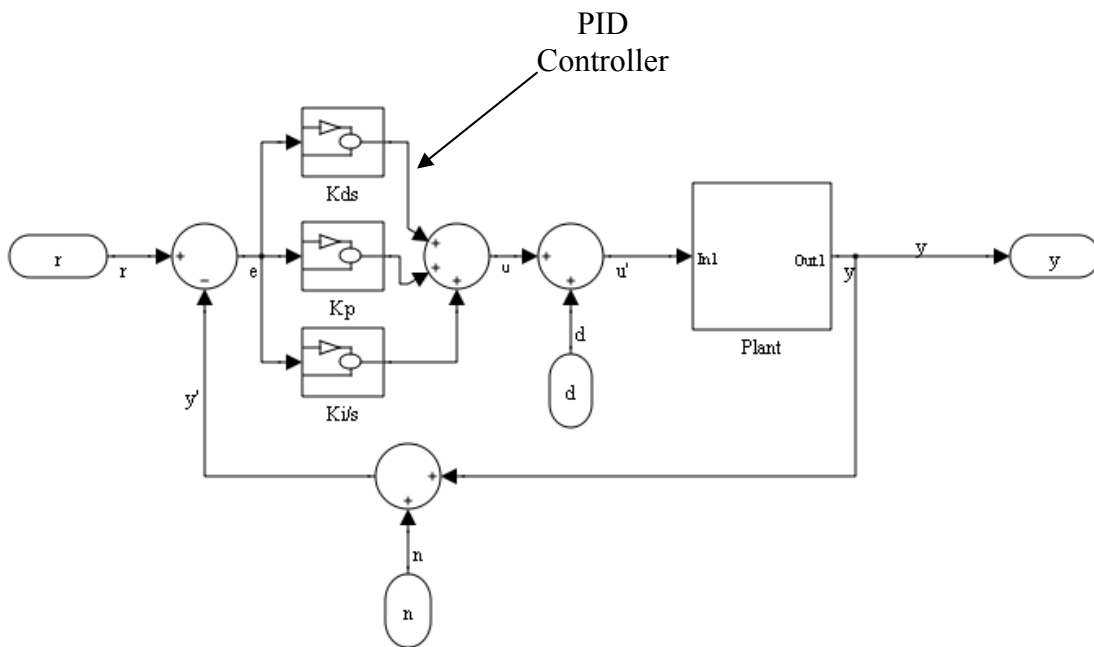 PID
Controller
Kds
r
r
+
-
e
Kp
+
+
+
u
+
+
u'
In1
Out1
y
y
y
Plant
d
d
Ki/s
y'
+
+
n
n